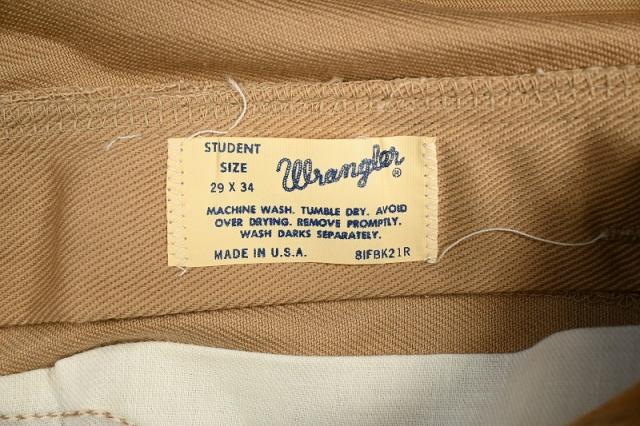 STUDENT
SIZE
29 X 34
Wrangler®
MACHINE WASH. TUMBLE DRY. AVOID
OVER DRYING. REMOVE PROMPTLY.
WASH DARKS SEPARATELY.
MADE IN U.S.A. 81FBK21R